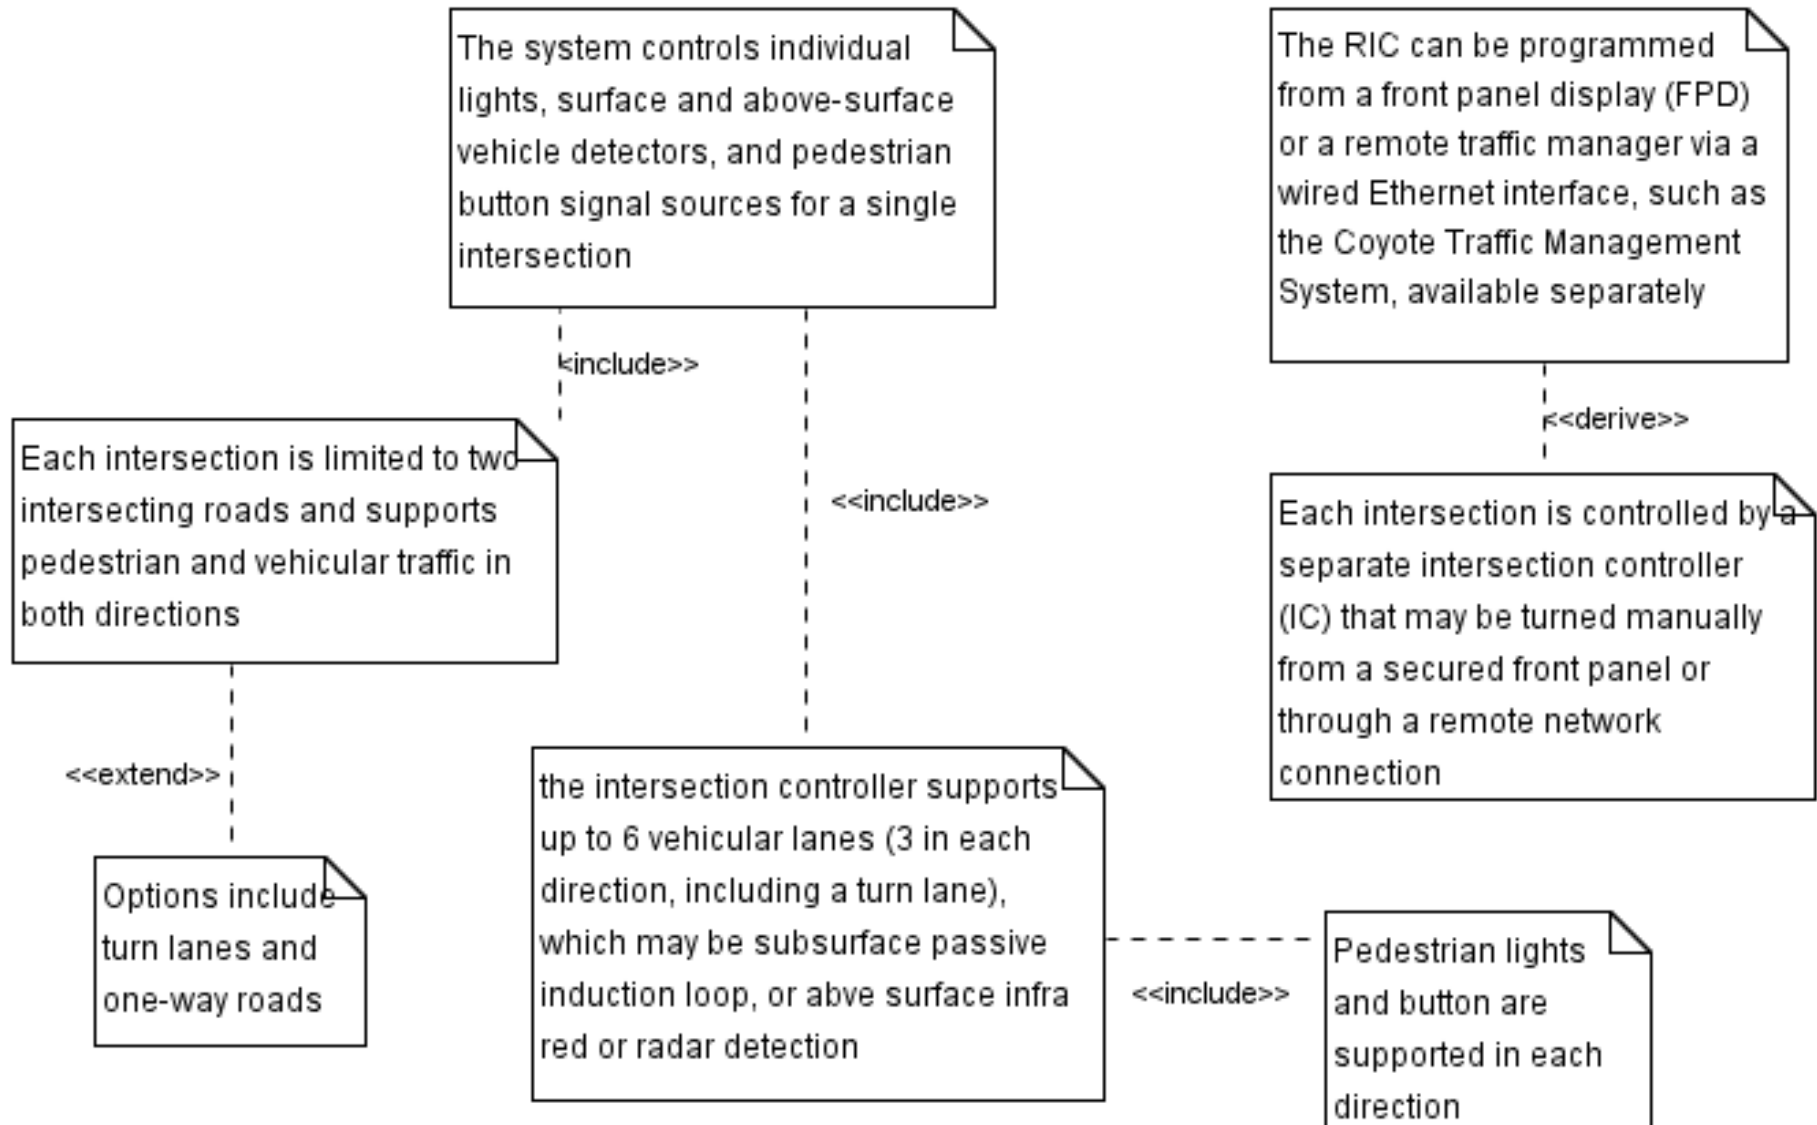 The system controls individual
lights, surface and above-surface
vehicle detectors, and pedestrian
button signal sources for a single
intersection
The RIC can be programmed
from a front panel display (FPD)
or a remote traffic manager via a
wired Ethernet interface, such as
the Coyote Traffic Management
System, available separately
<include>>
<<include>>
<<derive>>
Each intersection is limited to two
intersecting roads and supports
pedestrian and vehicular traffic in
both directions
Each intersection is controlled by a
separate intersection controller
(IC) that may be turned manually
from a secured front panel or
through a remote network
connection
<<extend>>
Options include
turn lanes and
one-way roads
the intersection controller supports
up to 6 vehicular lanes (3 in each
direction, including a turn lane),
which may be subsurface passive
induction loop, or abve surface infra
red or radar detection
<<include>>
Pedestrian lights
and button are
supported in each
direction